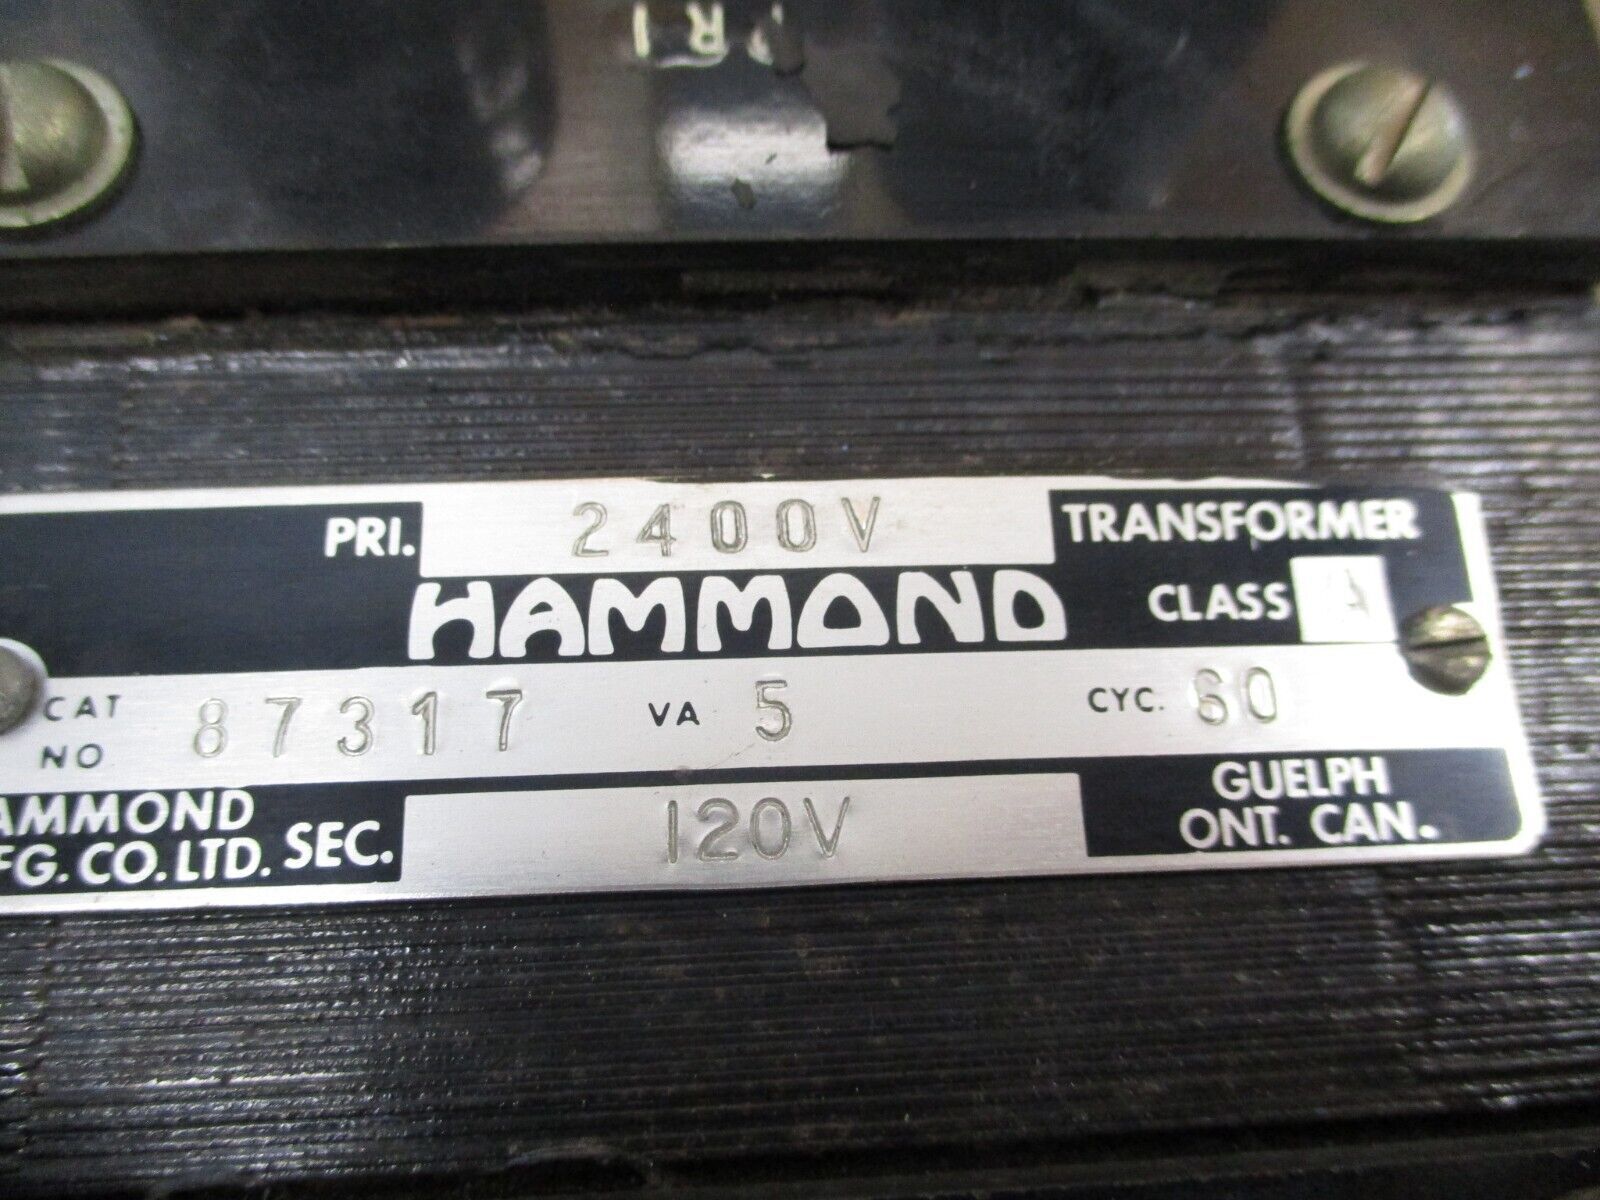 PRI
PRI. 2400V TRANSFORMER
HAMMOND CLASS A
CAT NO 87317 VA 5 CYC. 60
AMMOND FG. CO. LTD. SEC. 120V GUELPH ONT. CAN.